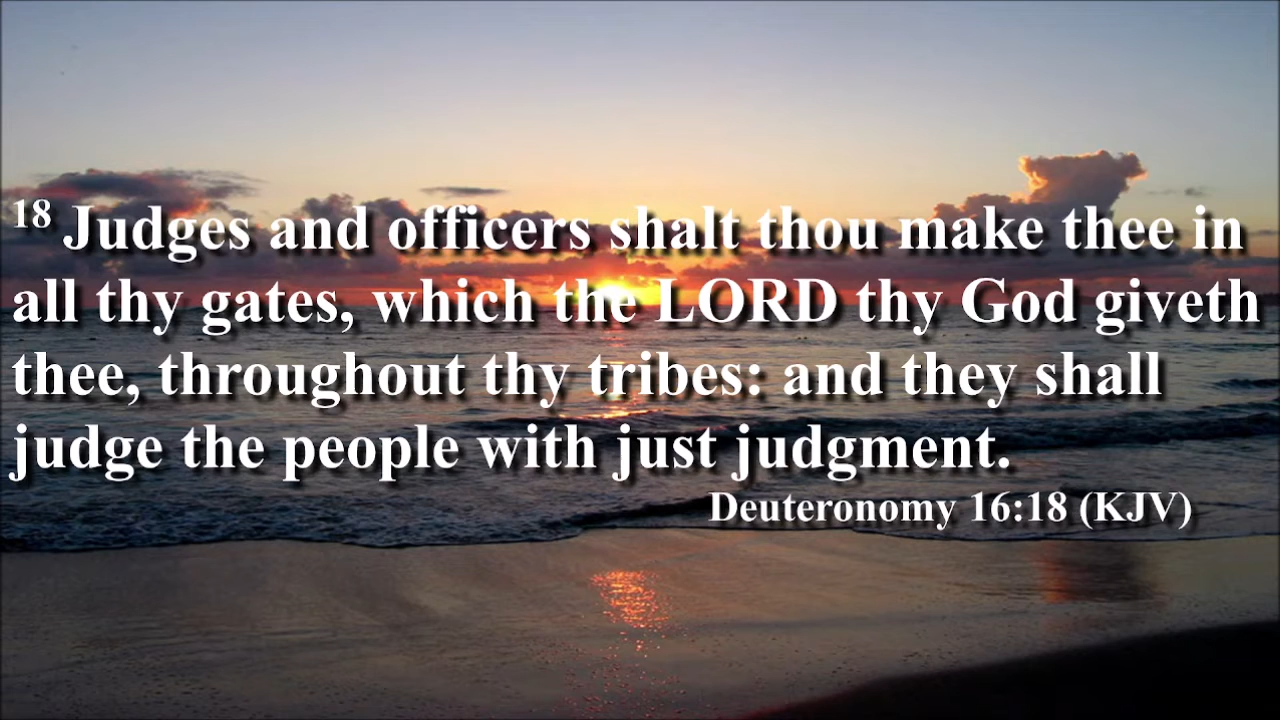 18 Judges and officers shalt thou make thee in
all thy gates, which the LORD thy God giveth
thee, throughout thy tribes: and they shall
judge the people with just judgment.
Deuteronomy 16:18 (KJV)